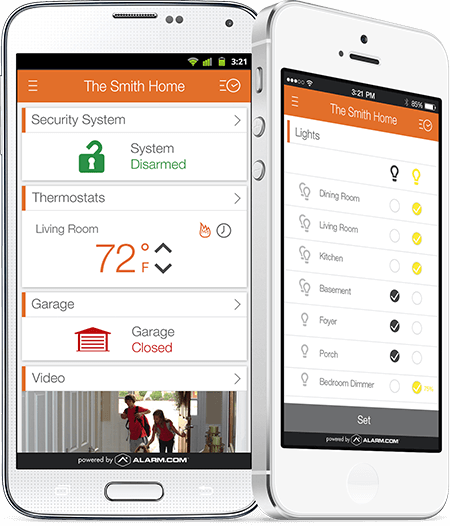 3:21
The Smith Home
Security System
System
Disarmed
Thermostats
Living Room
72° F
Garage
Garage
Closed
Video
powered by ALARM.COM
3:21 PM
85%
The Smith Home
Lights
Dining Room
Living Room
Kitchen
Basement
Foyer
Porch
Bedroom Dimmer
Set
powered by ALARM.COM